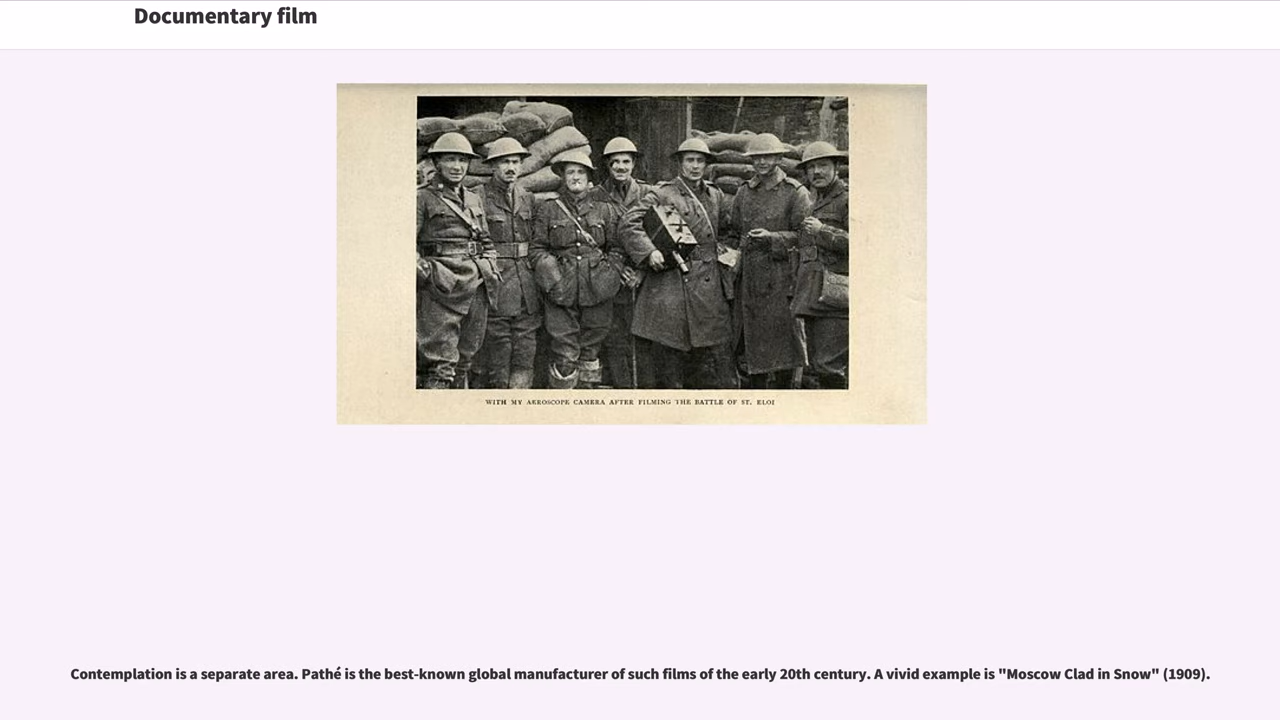 Documentary film
WITH MY AEROSCOPE CAMERA AFTER FILMING THE BATTLE OF ST. ELOI
Contemplation is a separate area. Pathé is the best-known global manufacturer of such films of the early 20th century. A vivid example is "Moscow Clad in Snow" (1909).